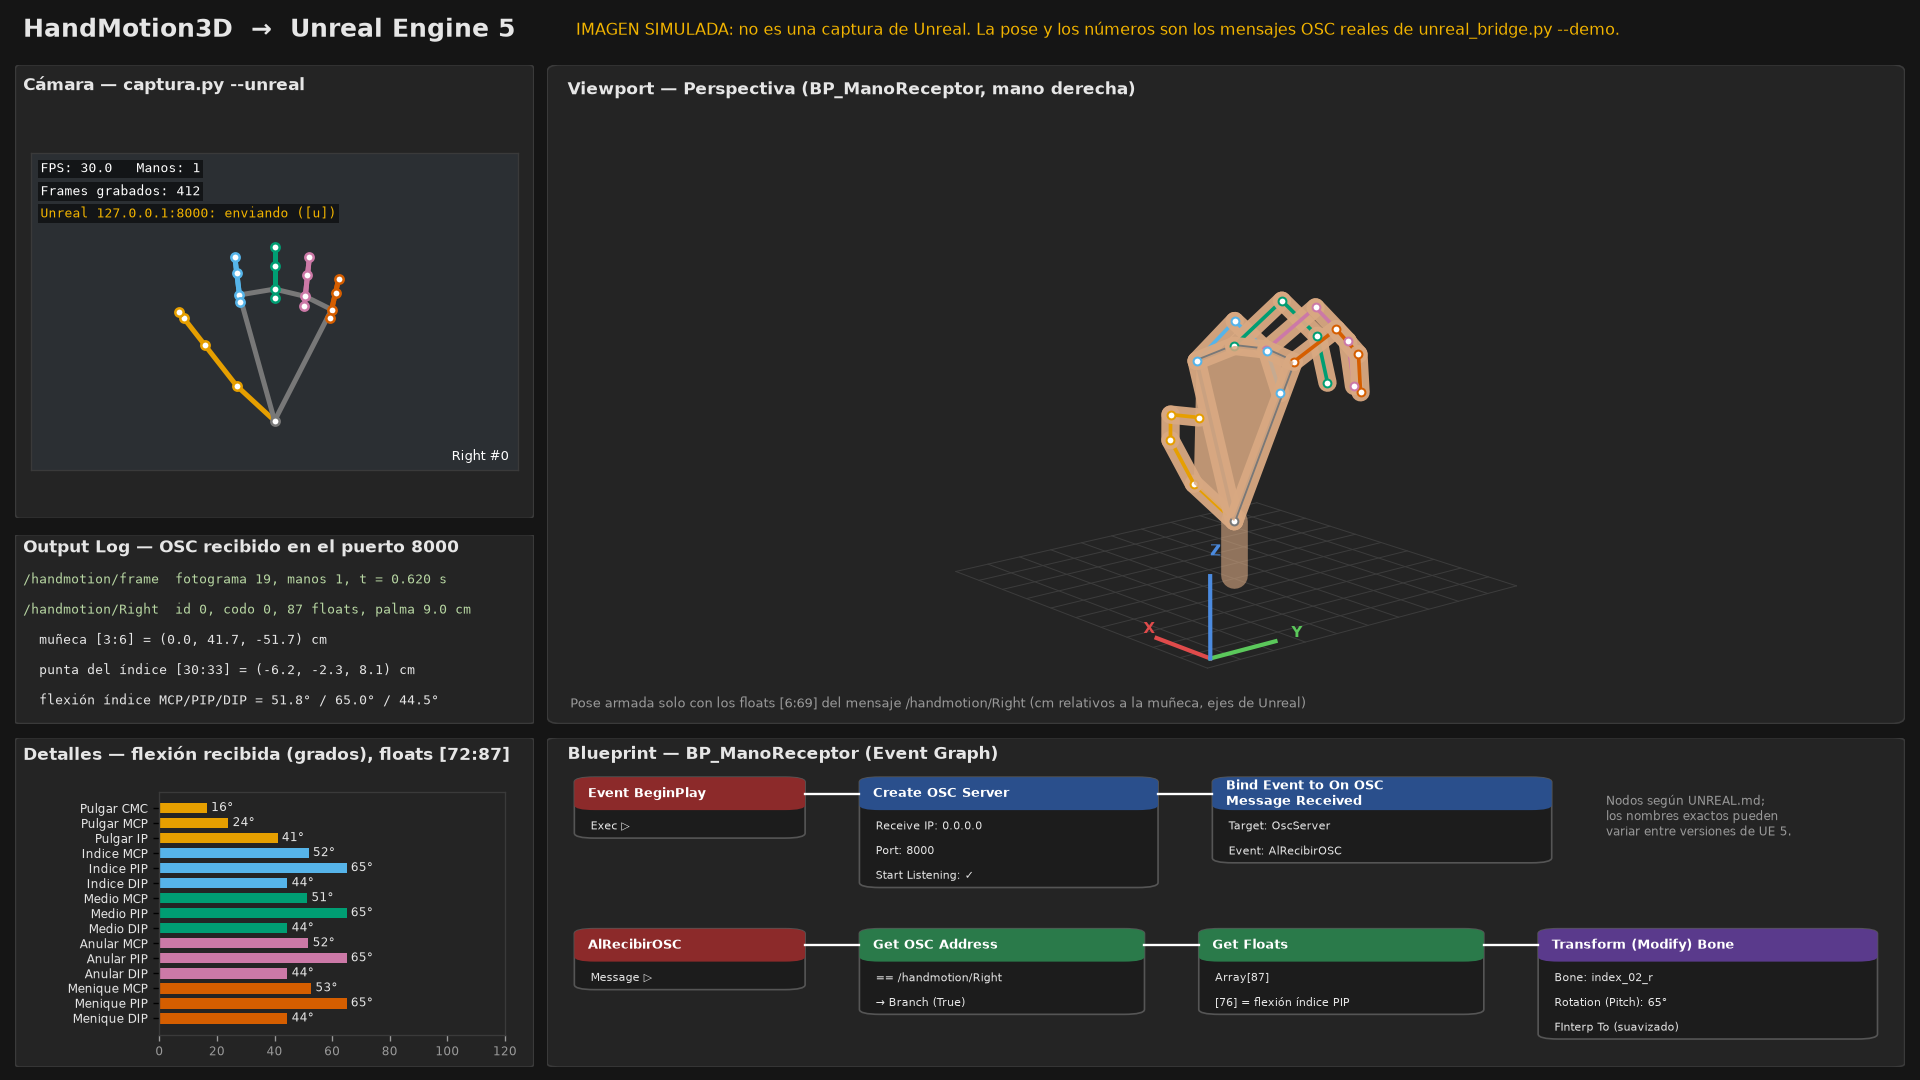 HandMotion3D → Unreal Engine 5
IMAGEN SIMULADA: no es una captura de Unreal. La pose y los números son los mensajes OSC reales de unreal_bridge.py --demo.
Cámara — captura.py --unreal
FPS: 30.0   Manos: 1
Frames grabados: 412
Unreal 127.0.0.1:8000: enviando ([u])
Right #0
Viewport — Perspectiva (BP_ManoReceptor, mano derecha)
Z
X
Y
Pose armada solo con los floats [6:69] del mensaje /handmotion/Right (cm relativos a la muñeca, ejes de Unreal)
Output Log — OSC recibido en el puerto 8000
/handmotion/frame  fotograma 19, manos 1, t = 0.620 s
/handmotion/Right  id 0, codo 0, 87 floats, palma 9.0 cm
muñeca [3:6] = (0.0, 41.7, -51.7) cm
punta del índice [30:33] = (-6.2, -2.3, 8.1) cm
flexión índice MCP/PIP/DIP = 51.8° / 65.0° / 44.5°
Detalles — flexión recibida (grados), floats [72:87]
Pulgar CMC 16°
Pulgar MCP 24°
Pulgar IP 41°
Indice MCP 52°
Indice PIP 65°
Indice DIP 44°
Medio MCP 51°
Medio PIP 65°
Medio DIP 44°
Anular MCP 52°
Anular PIP 65°
Anular DIP 44°
Menique MCP 53°
Menique PIP 65°
Menique DIP 44°
0 20 40 60 80 100 120
Blueprint — BP_ManoReceptor (Event Graph)
Event BeginPlay
Exec ▷
Create OSC Server
Receive IP: 0.0.0.0
Port: 8000
Start Listening: ✓
Bind Event to On OSC
Message Received
Target: OscServer
Event: AlRecibirOSC
Nodos según UNREAL.md;
los nombres exactos pueden
variar entre versiones de UE 5.
AlRecibirOSC
Message ▷
Get OSC Address
== /handmotion/Right
→ Branch (True)
Get Floats
Array[87]
[76] = flexión índice PIP
Transform (Modify) Bone
Bone: index_02_r
Rotation (Pitch): 65°
FInterp To (suavizado)